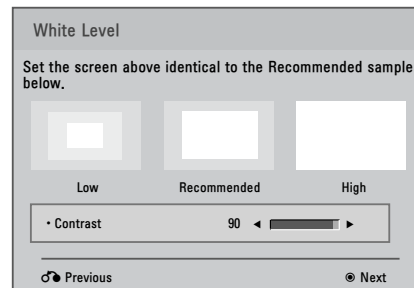 White Level
Set the screen above identical to the Recommended sample
below.
Low Recommended High
• Contrast 90 ◄ ►
Previous ◉ Next